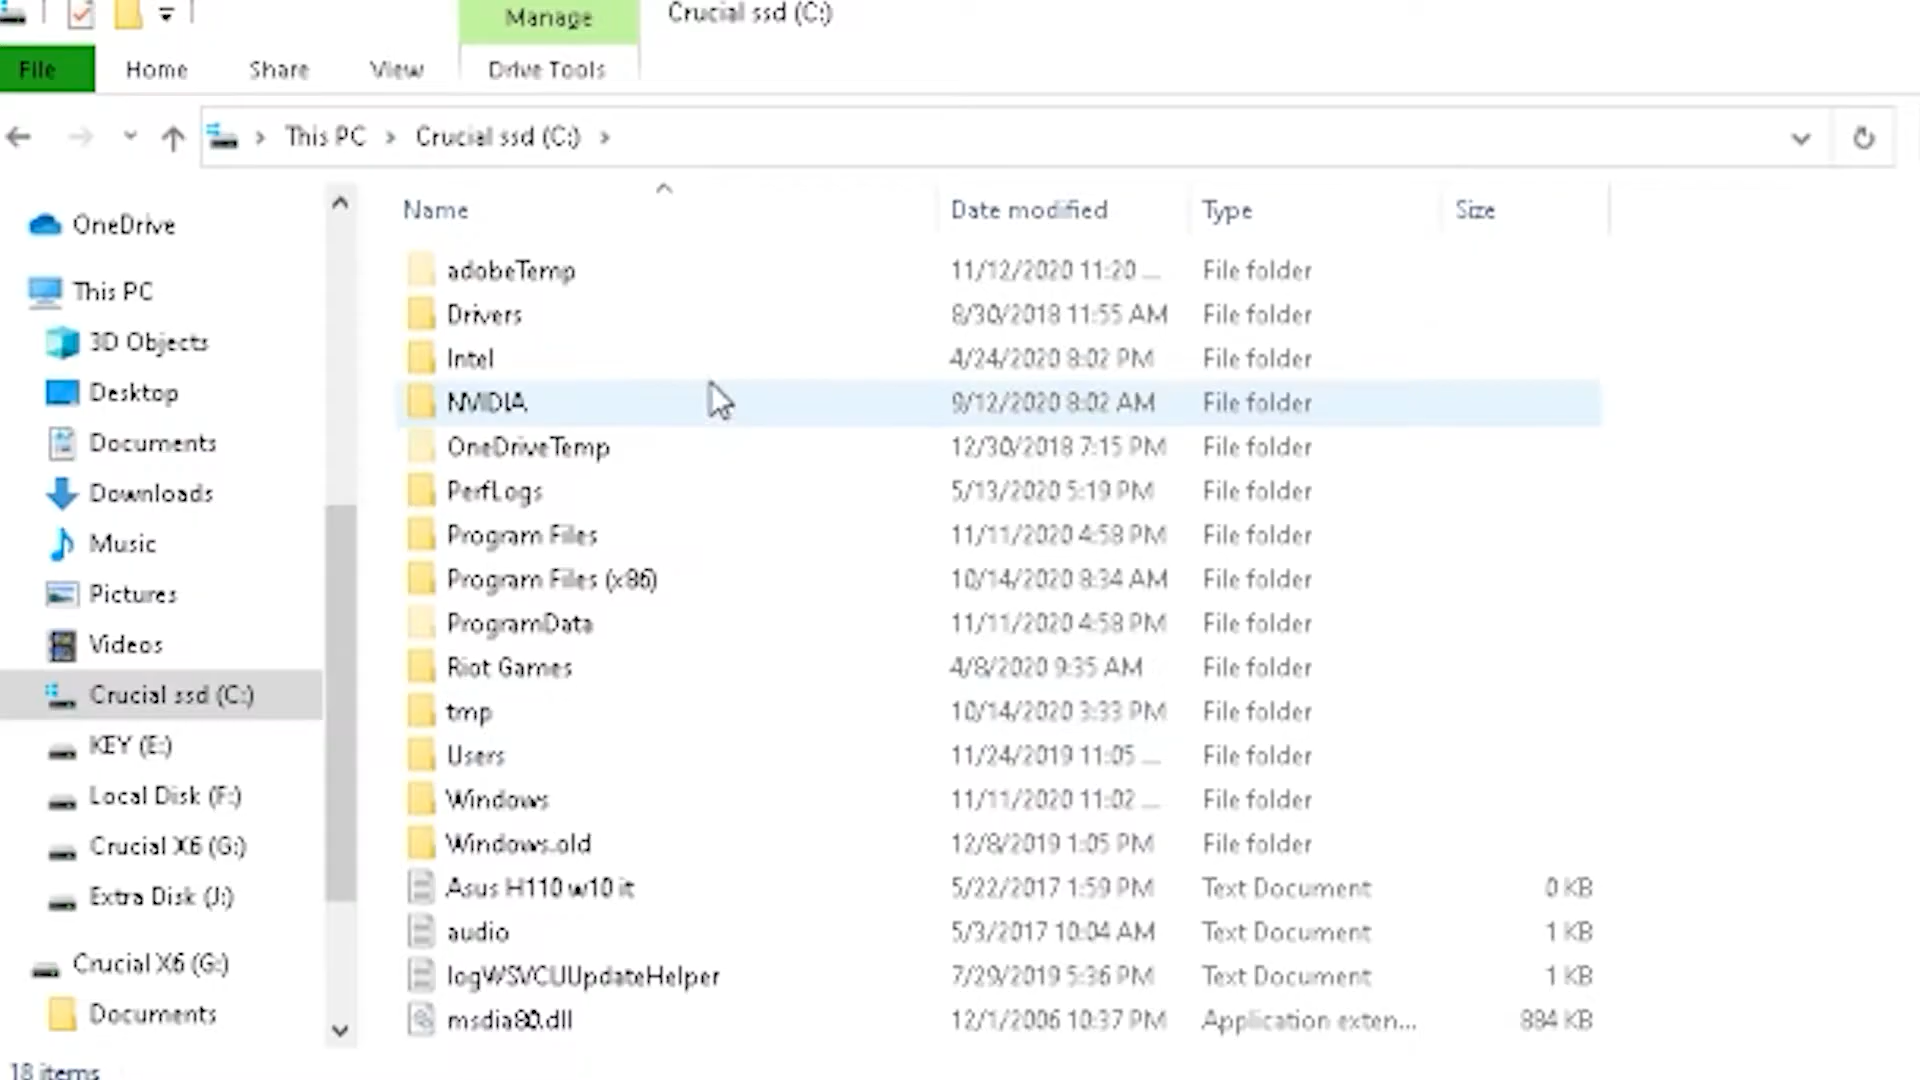 Manage
Crucial ssd (C:)
File Home Share View Drive Tools
This PC Crucial ssd (C:)
Name Date modified Type Size
OneDrive
This PC
3D Objects
Desktop
Documents
Downloads
Music
Pictures
Videos
Crucial ssd (C:)
KEY (E:)
Local Disk (F:)
Crucial X6 (G:)
Extra Disk (J:)
Crucial X6 (G:)
Documents
adobeTemp 11/12/2020 11:20 ... File folder
Drivers 8/30/2018 11:55 AM File folder
Intel 4/24/2020 8:02 PM File folder
NVIDIA 9/12/2020 8:02 AM File folder
OneDriveTemp 12/30/2018 7:15 PM File folder
PerfLogs 5/13/2020 5:19 PM File folder
Program Files 11/11/2020 4:58 PM File folder
Program Files (x86) 10/14/2020 8:34 AM File folder
ProgramData 11/11/2020 4:58 PM File folder
Riot Games 4/8/2020 9:35 AM File folder
tmp 10/14/2020 3:33 PM File folder
Users 11/24/2019 11:05 ... File folder
Windows 11/11/2020 11:02 ... File folder
Windows.old 12/8/2019 1:05 PM File folder
Asus H110 w10 it 5/22/2017 1:59 PM Text Document 0 KB
audio 5/3/2017 10:04 AM Text Document 1 KB
logWSVCUUpdateHelper 7/29/2019 5:36 PM Text Document 1 KB
msdia80.dll 12/1/2006 10:37 PM Application exten... 884 KB
18 items